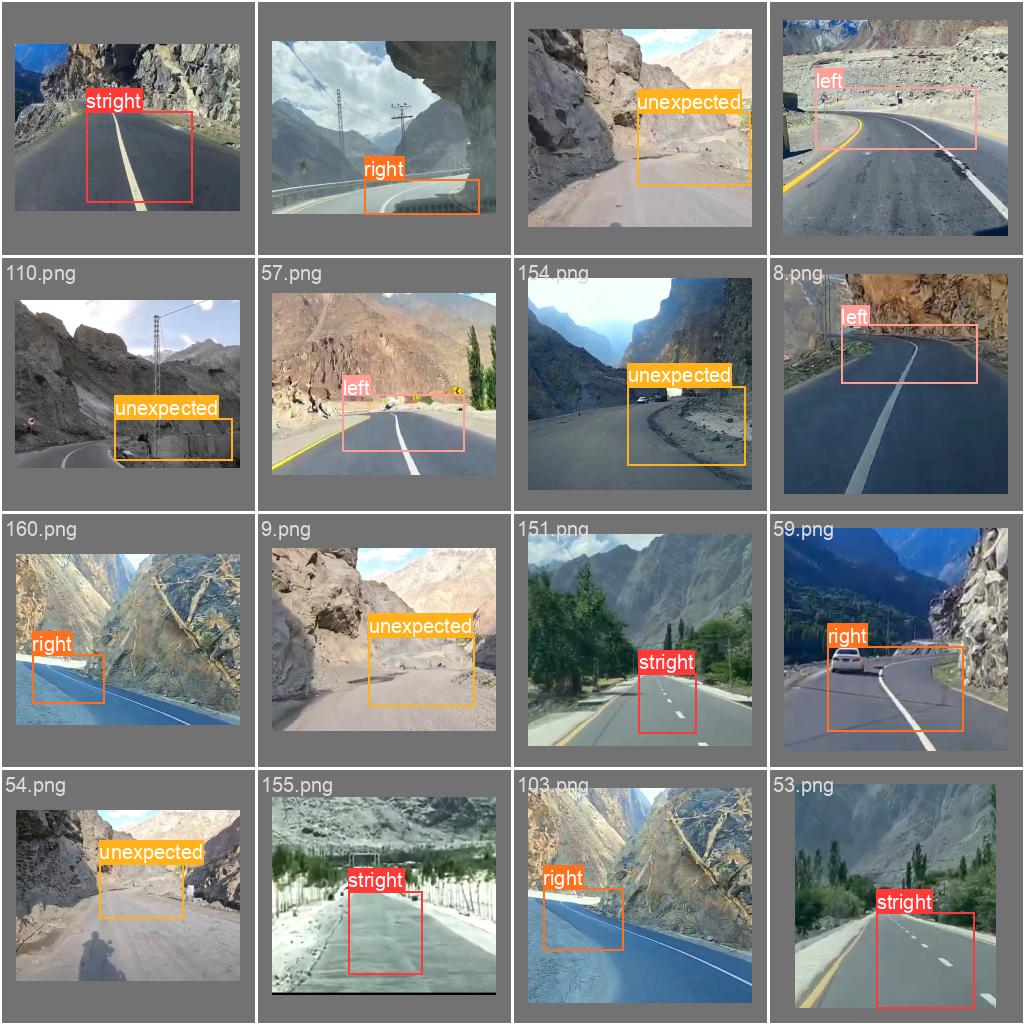 stright
right
unexpected
left
110.png
57.png
154.png
8.png
unexpected
left
unexpected
left
160.png
9.png
151.png
59.png
right
unexpected
stright
right
54.png
155.png
103.png
53.png
unexpected
stright
right
stright